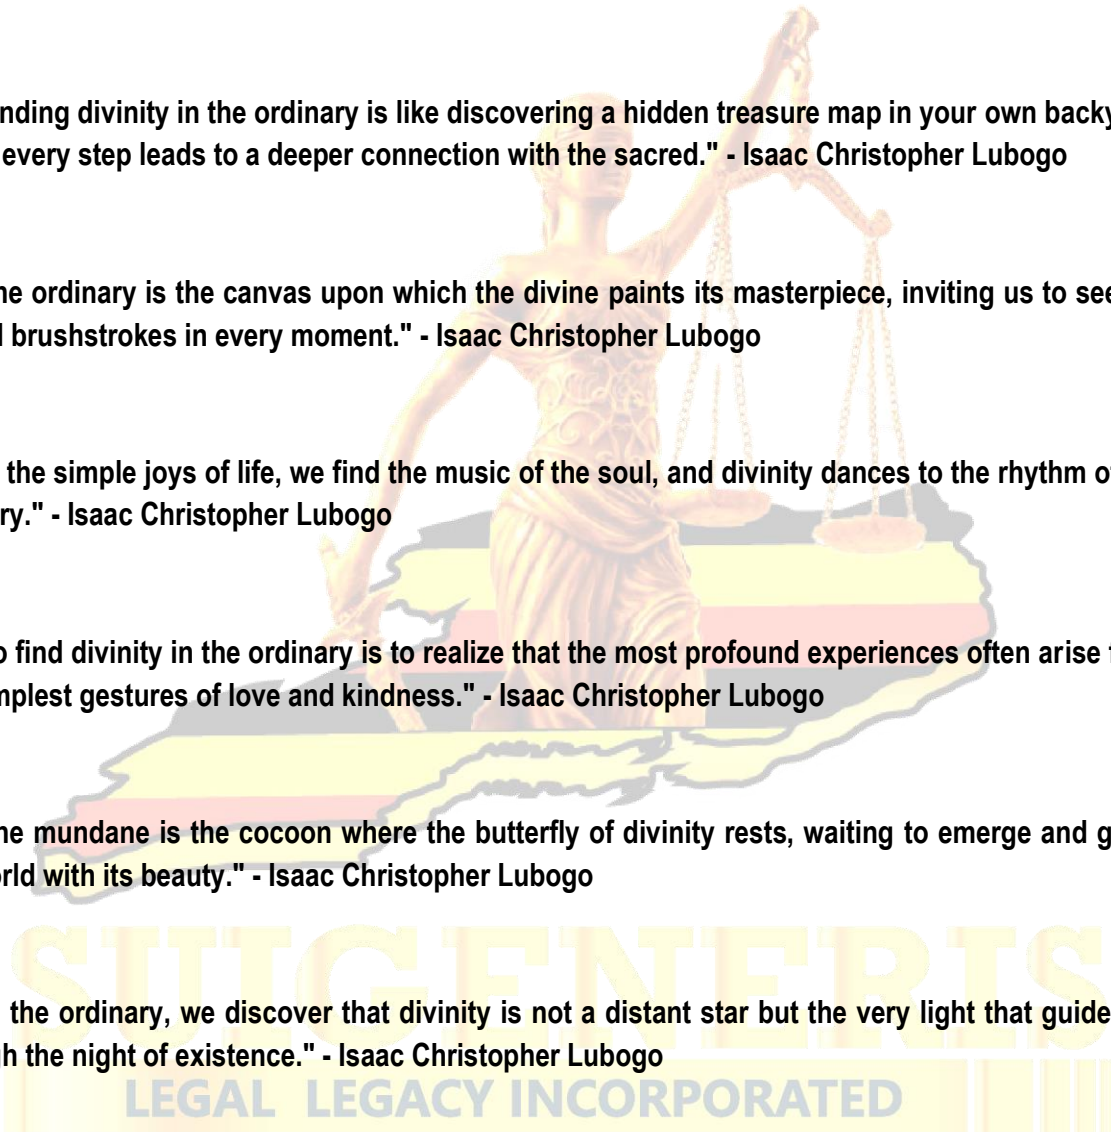 nding divinity in the ordinary is like discovering a hidden treasure map in your own backy
every step leads to a deeper connection with the sacred." - Isaac Christopher Lubogo
ne ordinary is the canvas upon which the divine paints its masterpiece, inviting us to see
l brushstrokes in every moment." - Isaac Christopher Lubogo
the simple joys of life, we find the music of the soul, and divinity dances to the rhythm of
ry." - Isaac Christopher Lubogo
o find divinity in the ordinary is to realize that the most profound experiences often arise f
mplest gestures of love and kindness." - Isaac Christopher Lubogo
ne mundane is the cocoon where the butterfly of divinity rests, waiting to emerge and g
orld with its beauty." - Isaac Christopher Lubogo
the ordinary, we discover that divinity is not a distant star but the very light that guide
gh the night of existence." - Isaac Christopher Lubogo
SUIGENERIS
LEGAL LEGACY INCORPORATED